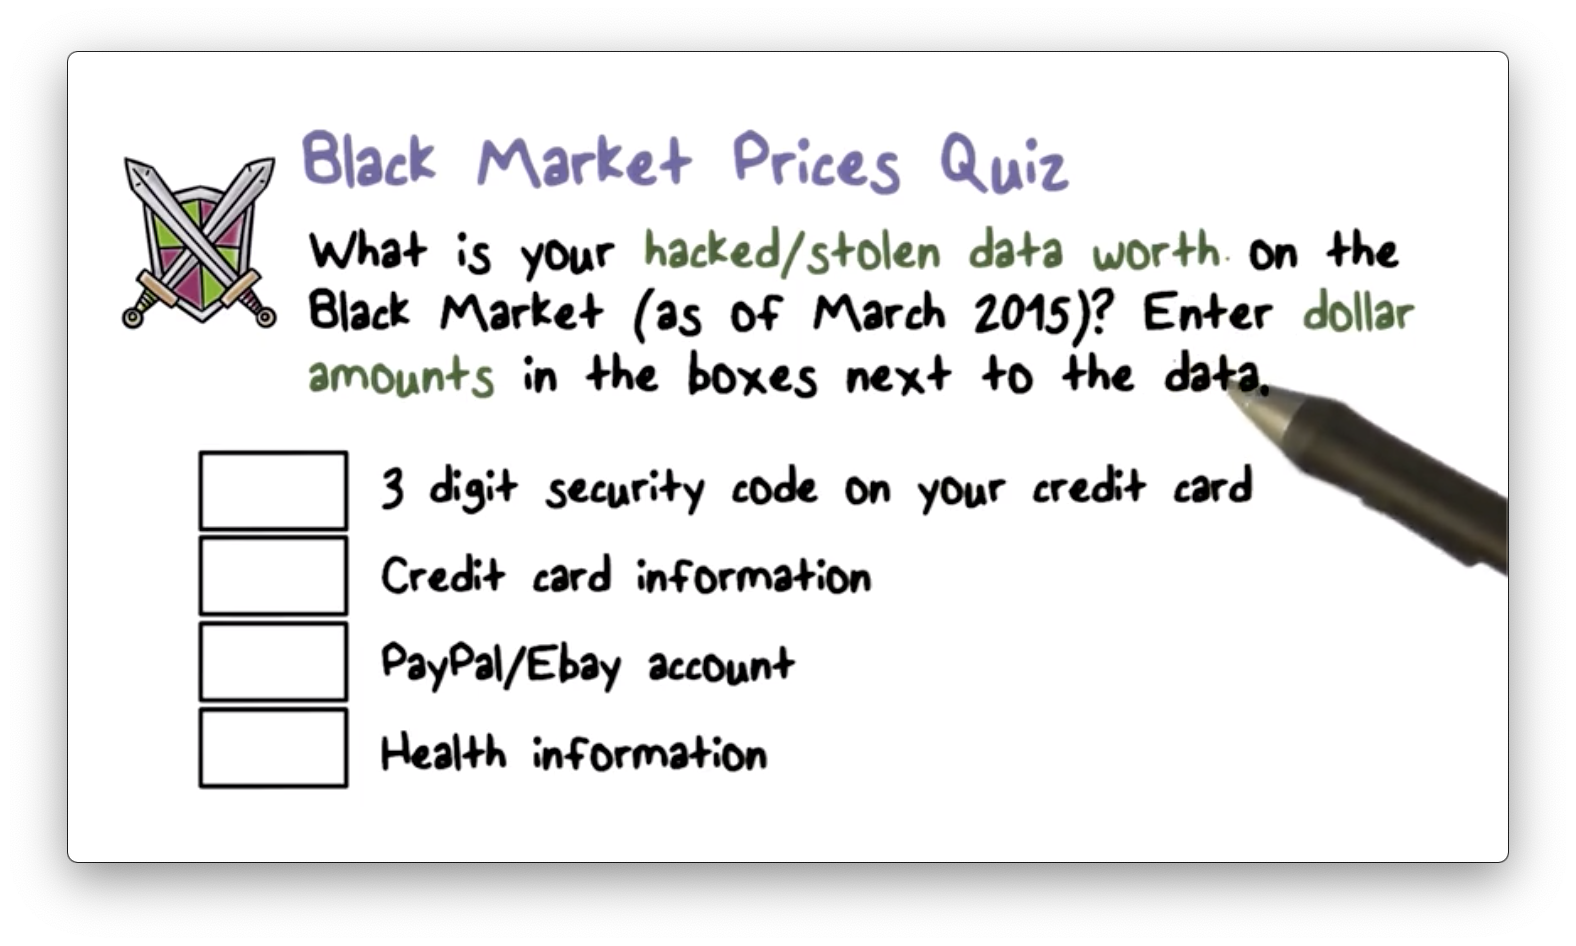 Black Market Prices Quiz
What is your hacked/stolen data worth on the
Black Market (as of March 2015)? Enter dollar
amounts in the boxes next to the data.
3 digit security code on your credit card
Credit card information
PayPal/Ebay account
Health information